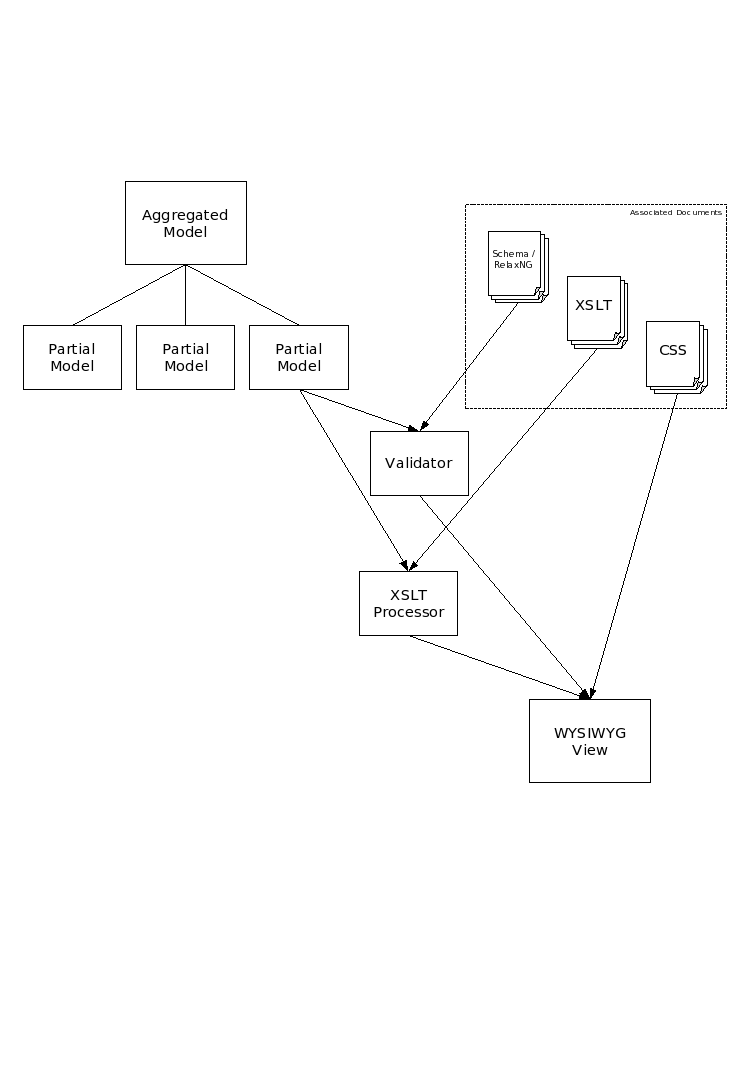 Aggregated
Model
Associated Documents
Schema /
RelaxNG
XSLT
CSS
Partial
Model
Partial
Model
Partial
Model
Validator
XSLT
Processor
WYSIWYG
View